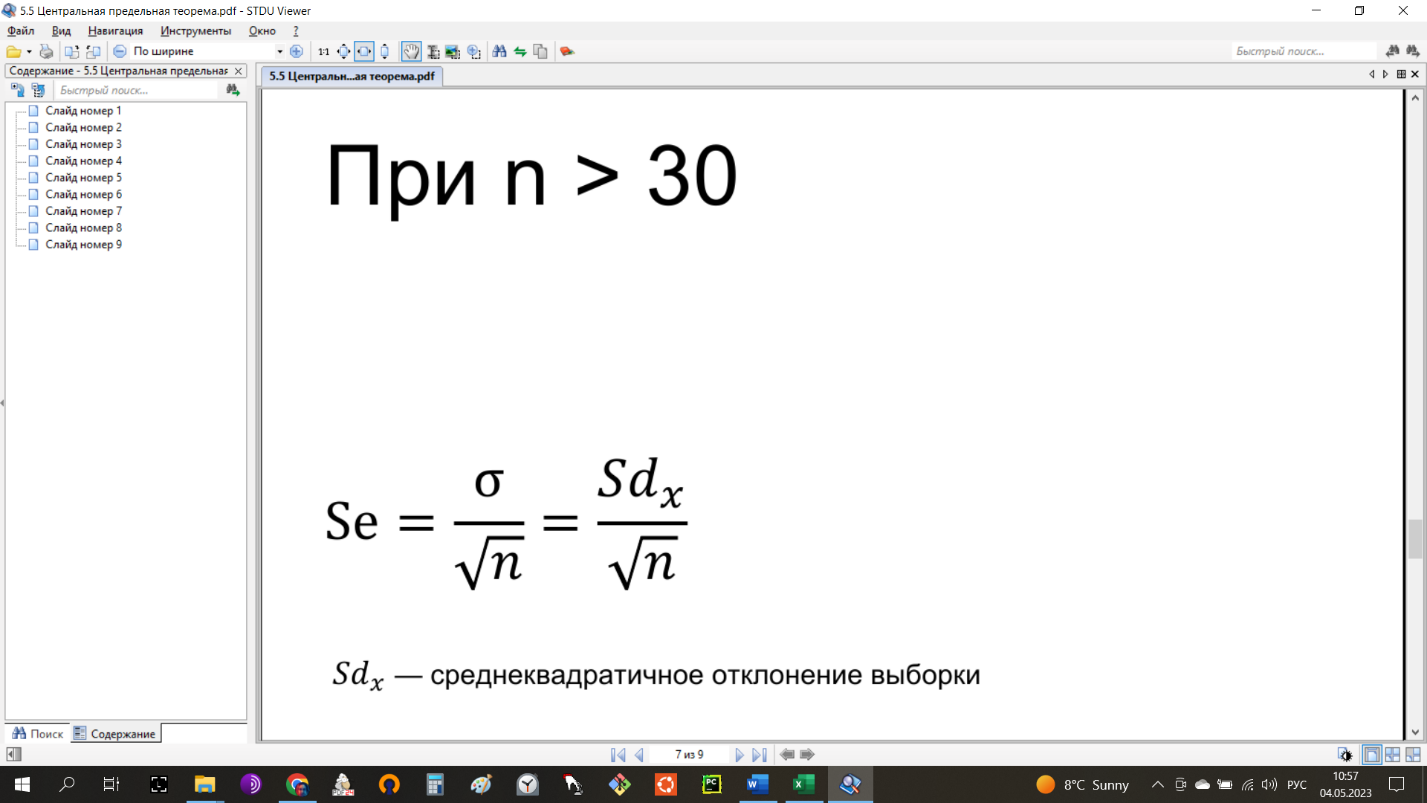 5.5 Центральная предельная теорема.pdf - STDU Viewer
Файл Вид Навигация Инструменты Окно ?
По ширине 1:1 Быстрый поиск...
Содержание - 5.5 Центральная предельная
5.5 Центральн...ая теорема.pdf
Быстрый поиск...
Слайд номер 1
Слайд номер 2
Слайд номер 3
Слайд номер 4
Слайд номер 5
Слайд номер 6
Слайд номер 7
Слайд номер 8
Слайд номер 9
При n > 30
Se = σ/√n = Sdₓ/√n
Sdₓ — среднеквадратичное отклонение выборки
Поиск Содержание
7 из 9
8°C Sunny РУС 10:57
04.05.2023